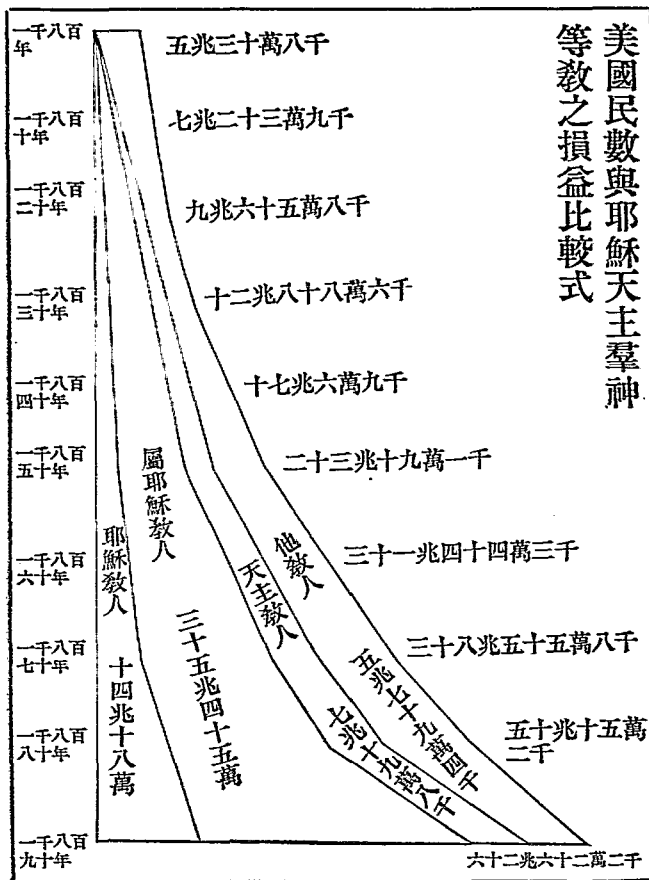 美國民數與耶穌天主羣神
等敎之損益比較式
一千八百
年
五兆三十萬八千
一千八百
十年
七兆二十三萬九千
一千八百
二十年
九兆六十五萬八千
一千八百
三十年
十二兆八十八萬六千
一千八百
四十年
十七兆六萬九千
一千八百
五十年
二十三兆十九萬一千
一千八百
六十年
三十一兆四十四萬三千
一千八百
七十年
三十八兆五十五萬八千
一千八百
八十年
五十兆十五萬
二千
一千八百
九十年
六十二兆六十二萬二千
他敎人
五兆七十九萬四千
天主敎人
七兆十九萬八千
屬耶穌敎人
三十五兆四十五萬
耶穌敎人
十四兆十八萬